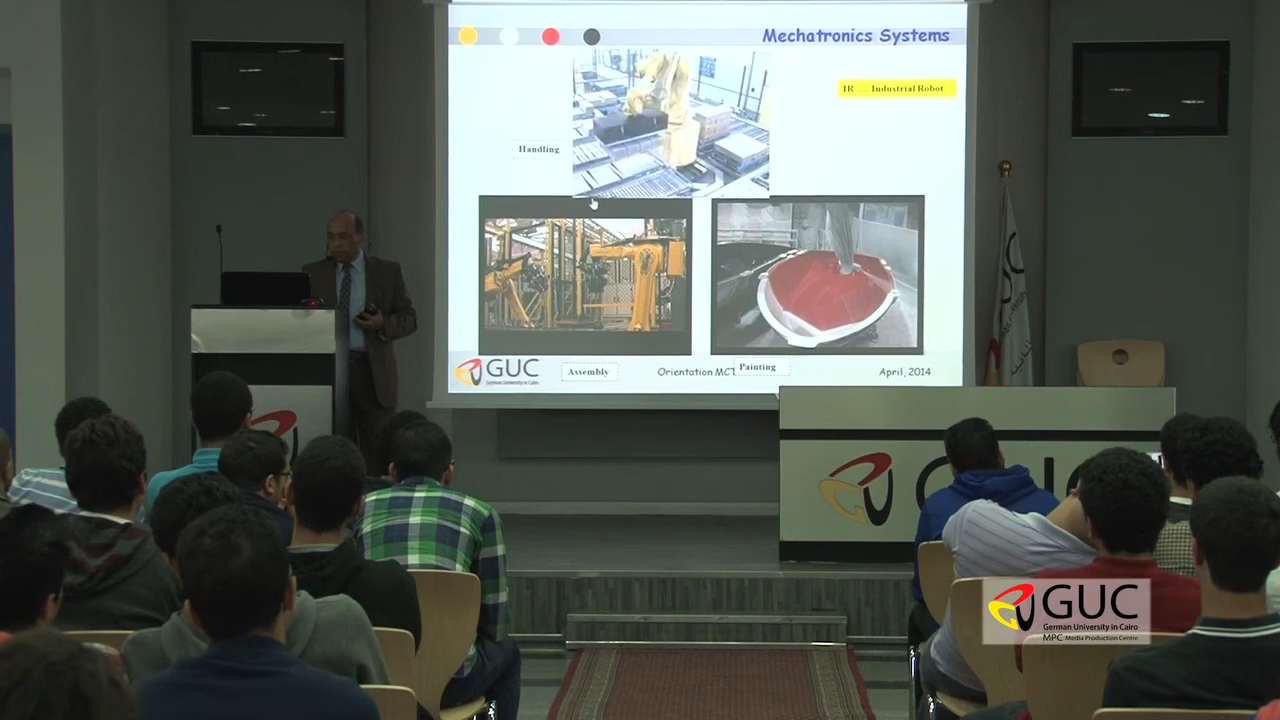 Mechatronics Systems
IR .... Industrial Robot
Handling
GUC
German University in Cairo
Assembly
Orientation MCT
Painting
April, 2014
GUC
German University in Cairo
MPC Media Production Centre